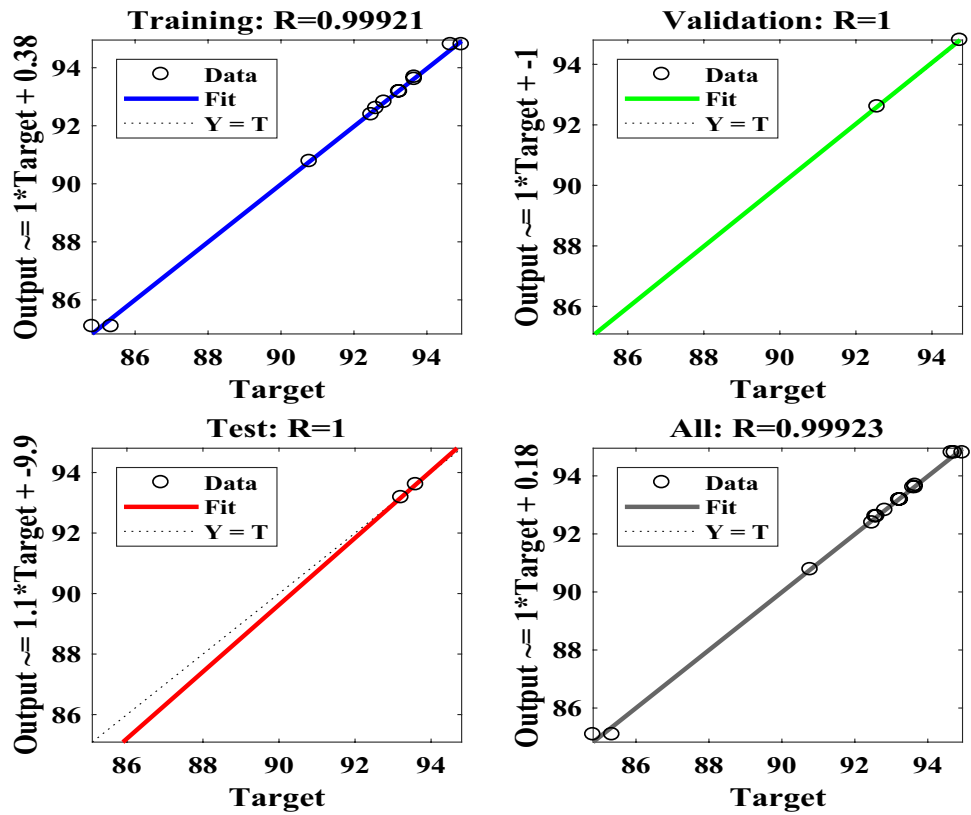 Training: R=0.99921
Output ~= 1*Target + 0.38
94
92
90
88
86
Data
Fit
Y = T
86 88 90 92 94
Target
Validation: R=1
Output ~= 1*Target + -1
94
92
90
88
86
Data
Fit
Y = T
86 88 90 92 94
Target
Test: R=1
Output ~= 1.1*Target + -9.9
94
92
90
88
86
Data
Fit
Y = T
86 88 90 92 94
Target
All: R=0.99923
Output ~= 1*Target + 0.18
94
92
90
88
86
Data
Fit
Y = T
86 88 90 92 94
Target